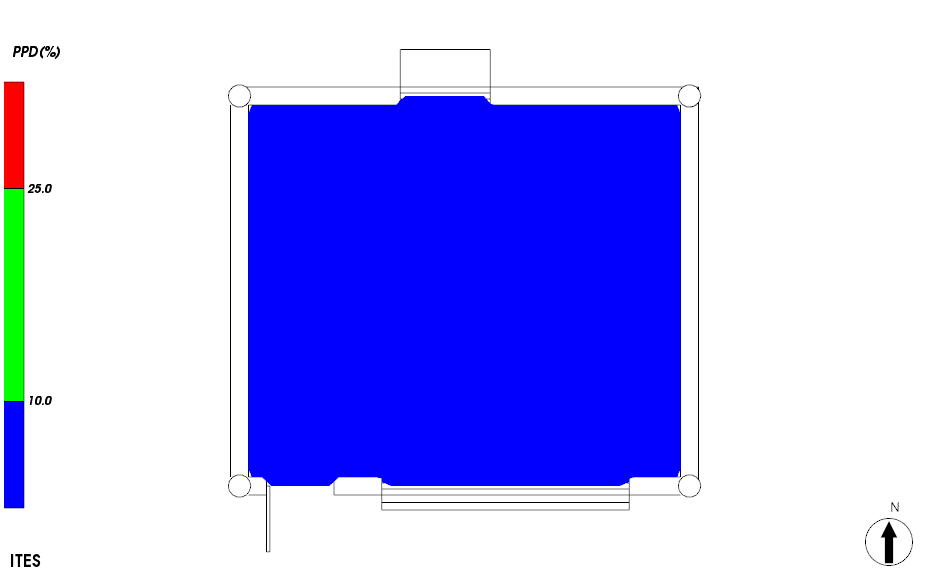 PPD(%)
25.0
10.0
N
ITES